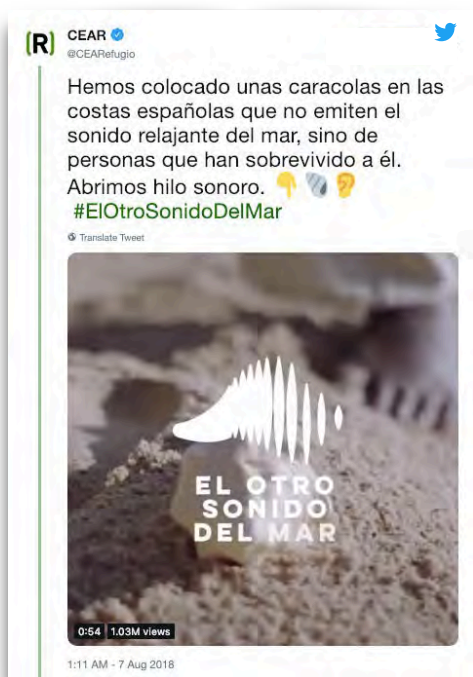 (R) CEAR
@CEARefugio
Hemos colocado unas caracolas en las
costas españolas que no emiten el
sonido relajante del mar, sino de
personas que han sobrevivido a él.
Abrimos hilo sonoro. 👇🐚👂
#ElOtroSonidoDelMar
Translate Tweet
EL OTRO
SONIDO
DEL MAR
0:54 1.03M views
1:11 AM - 7 Aug 2018